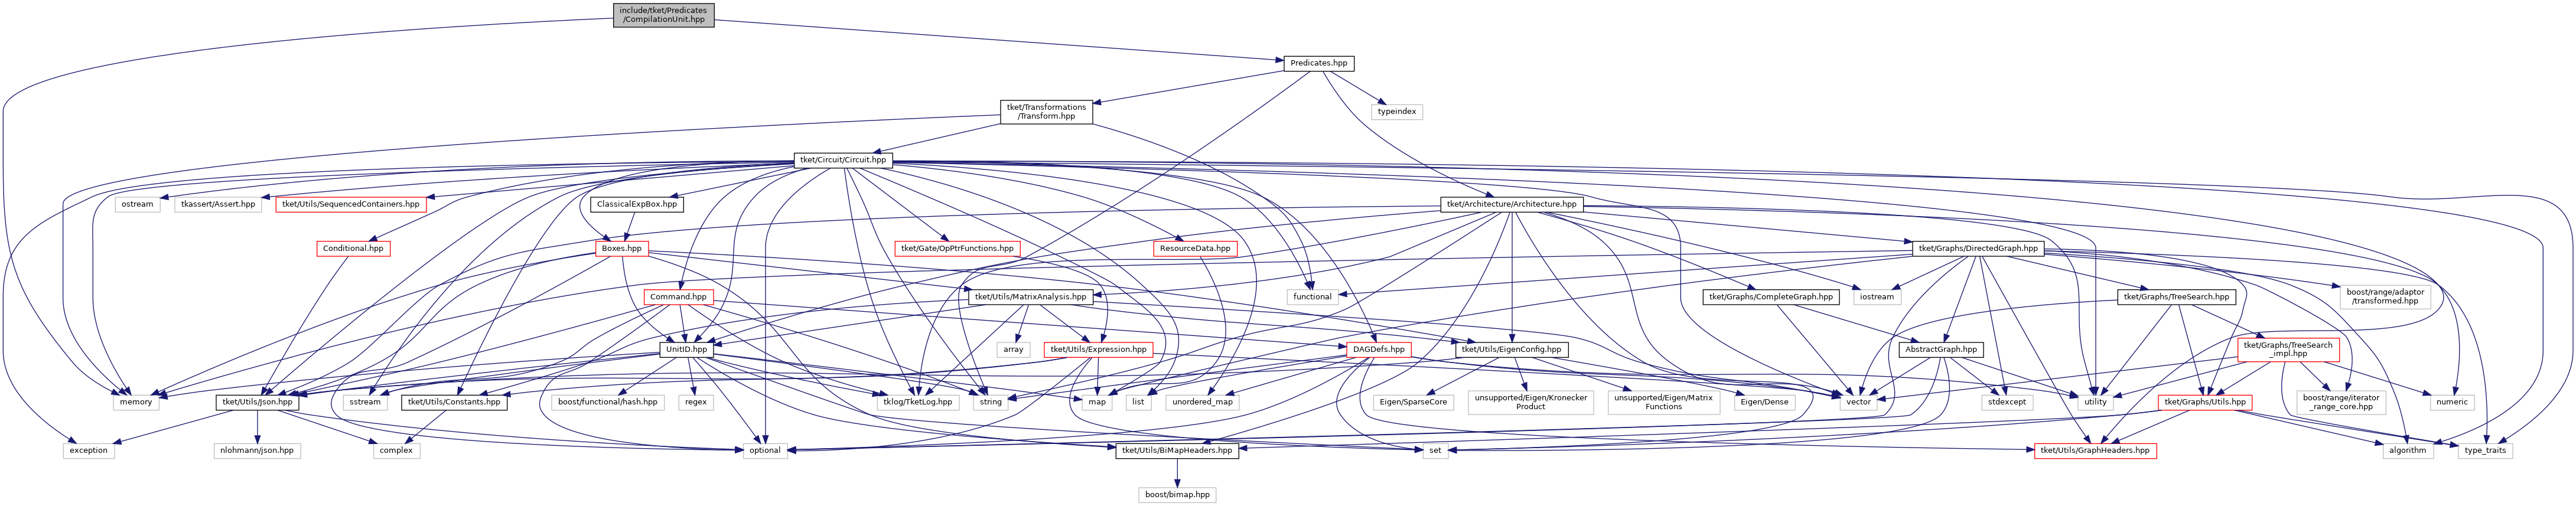 include/tket/Predicates
/CompilationUnit.hpp
Predicates.hpp
tket/Transformations
/Transform.hpp
typeindex
tket/Circuit/Circuit.hpp
ostream
tkassert/Assert.hpp
tket/Utils/SequencedContainers.hpp
ClassicalExpBox.hpp
tket/Architecture/Architecture.hpp
Conditional.hpp
Boxes.hpp
tket/Gate/OpPtrFunctions.hpp
ResourceData.hpp
tket/Graphs/DirectedGraph.hpp
Command.hpp
tket/Utils/MatrixAnalysis.hpp
functional
tket/Graphs/CompleteGraph.hpp
iostream
tket/Graphs/TreeSearch.hpp
boost/range/adaptor
/transformed.hpp
UnitID.hpp
array
tket/Utils/Expression.hpp
DAGDefs.hpp
tket/Utils/EigenConfig.hpp
AbstractGraph.hpp
tket/Graphs/TreeSearch
_impl.hpp
memory
tket/Utils/Json.hpp
sstream
tket/Utils/Constants.hpp
boost/functional/hash.hpp
regex
tklog/TketLog.hpp
string
map
list
unordered_map
Eigen/SparseCore
unsupported/Eigen/Kronecker
Product
unsupported/Eigen/Matrix
Functions
Eigen/Dense
vector
stdexcept
utility
tket/Graphs/Utils.hpp
boost/range/iterator
_range_core.hpp
numeric
exception
nlohmann/json.hpp
complex
optional
tket/Utils/BiMapHeaders.hpp
set
tket/Utils/GraphHeaders.hpp
algorithm
type_traits
boost/bimap.hpp